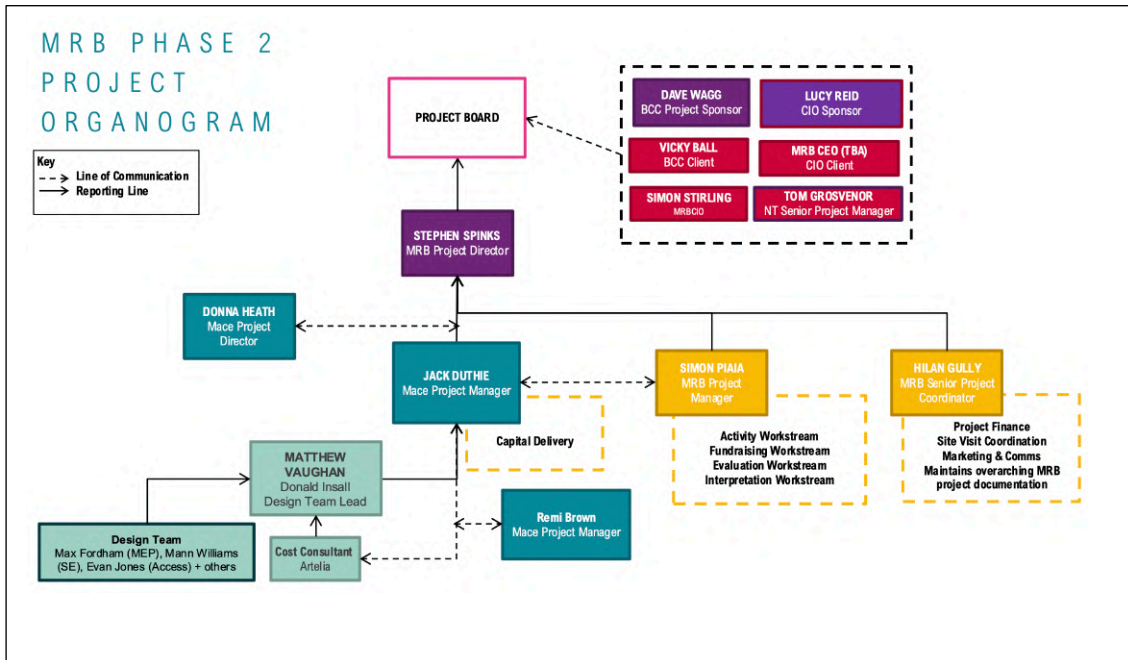 MRB PHASE 2
PROJECT
ORGANOGRAM
Key
Line of Communication
Reporting Line
PROJECT BOARD
DAVE WAGG
BCC Project Sponsor
LUCY REID
CIO Sponsor
VICKY BALL
BCC Client
MRB CEO (TBA)
CIO Client
SIMON STIRLING
MRBCIO
TOM GROSVENOR
NT Senior Project Manager
STEPHEN SPINKS
MRB Project Director
DONNA HEATH
Mace Project
Director
JACK DUTHIE
Mace Project Manager
SIMON PIAIA
MRB Project
Manager
HILAN GULLY
MRB Senior Project
Coordinator
Capital Delivery
Activity Workstream
Fundraising Workstream
Evaluation Workstream
Interpretation Workstream
Project Finance
Site Visit Coordination
Marketing & Comms
Maintains overarching MRB
project documentation
MATTHEW
VAUGHAN
Donald Insall
Design Team Lead
Remi Brown
Mace Project Manager
Design Team
Max Fordham (MEP), Mann Williams
(SE), Evan Jones (Access) + others
Cost Consultant
Artelia